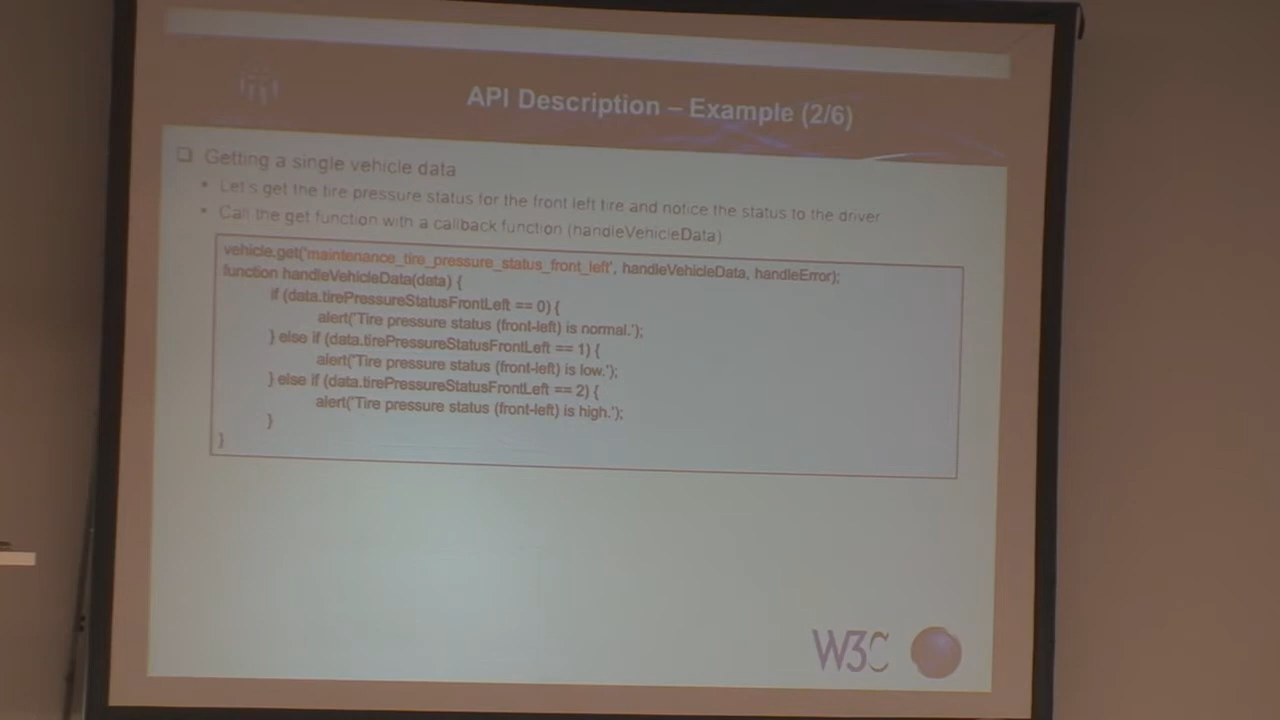 API Description – Example (2/6)
❑ Getting a single vehicle data
• Let's get the tire pressure status for the front left tire and notice the status to the driver
• Call the get function with a callback function (handleVehicleData)
vehicle.get('maintenance_tire_pressure_status_front_left', handleVehicleData, handleError);
function handleVehicleData(data) {
if (data.tirePressureStatusFrontLeft == 0) {
alert('Tire pressure status (front-left) is normal.');
} else if (data.tirePressureStatusFrontLeft == 1) {
alert('Tire pressure status (front-left) is low.');
} else if (data.tirePressureStatusFrontLeft == 2) {
alert('Tire pressure status (front-left) is high.');
}
}
W3C